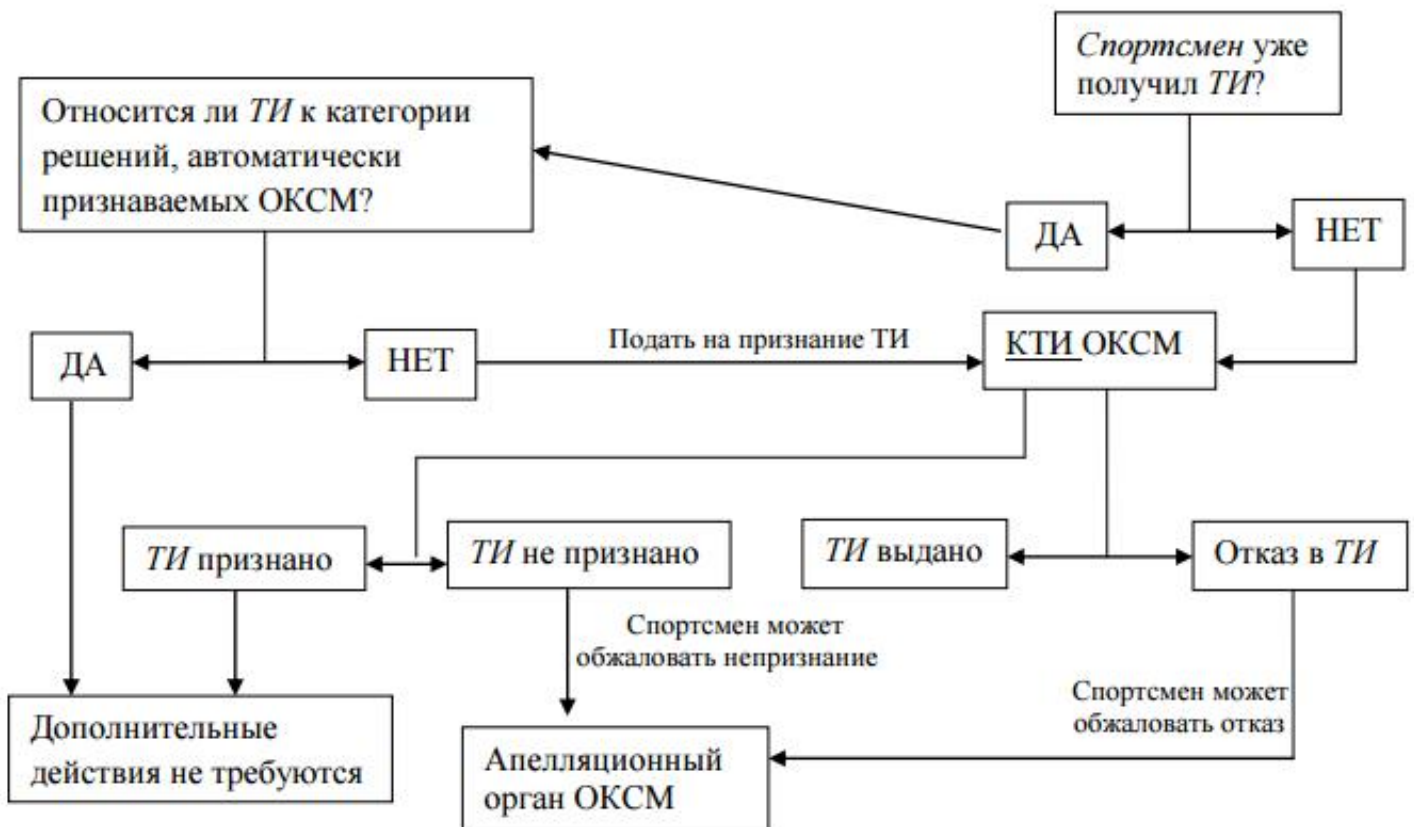 Спортсмен уже
получил ТИ?
Относится ли ТИ к категории
решений, автоматически
признаваемых ОКСМ?
ДА
НЕТ
ДА
НЕТ
Подать на признание ТИ
КТИ ОКСМ
ТИ признано
ТИ не признано
ТИ выдано
Отказ в ТИ
Спортсмен может
обжаловать непризнание
Спортсмен может
обжаловать отказ
Дополнительные
действия не требуются
Апелляционный
орган ОКСМ